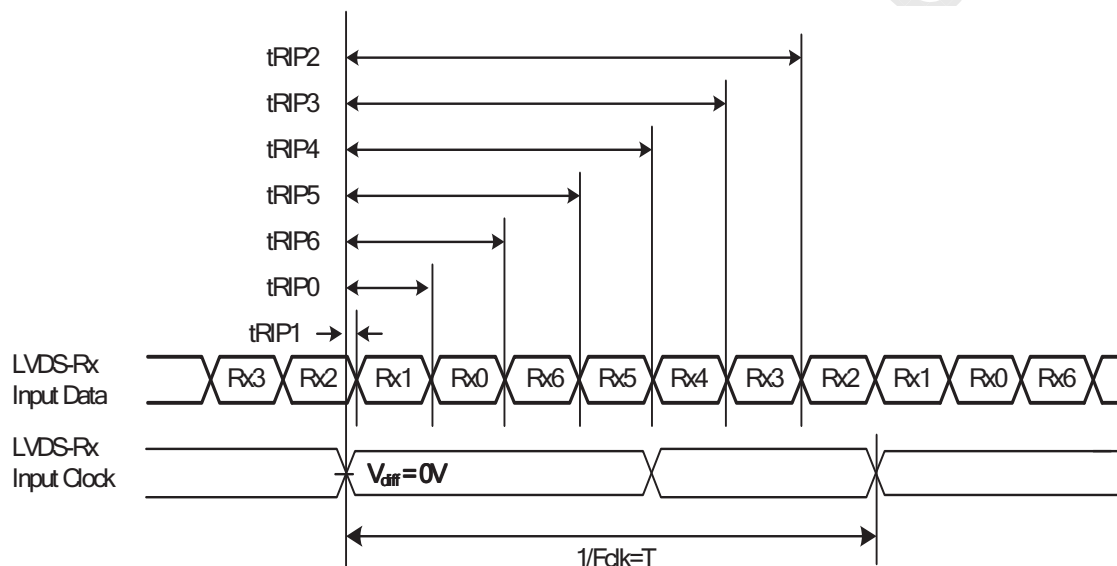 tRIP2
tRIP3
tRIP4
tRIP5
tRIP6
tRIP0
tRIP1
LVDS-Rx
Input Data
Rx3 Rx2 Rx1 Rx0 Rx6 Rx5 Rx4 Rx3 Rx2 Rx1 Rx0 Rx6
LVDS-Rx
Input Clock
Vdiff = 0V
1/Fclk=T